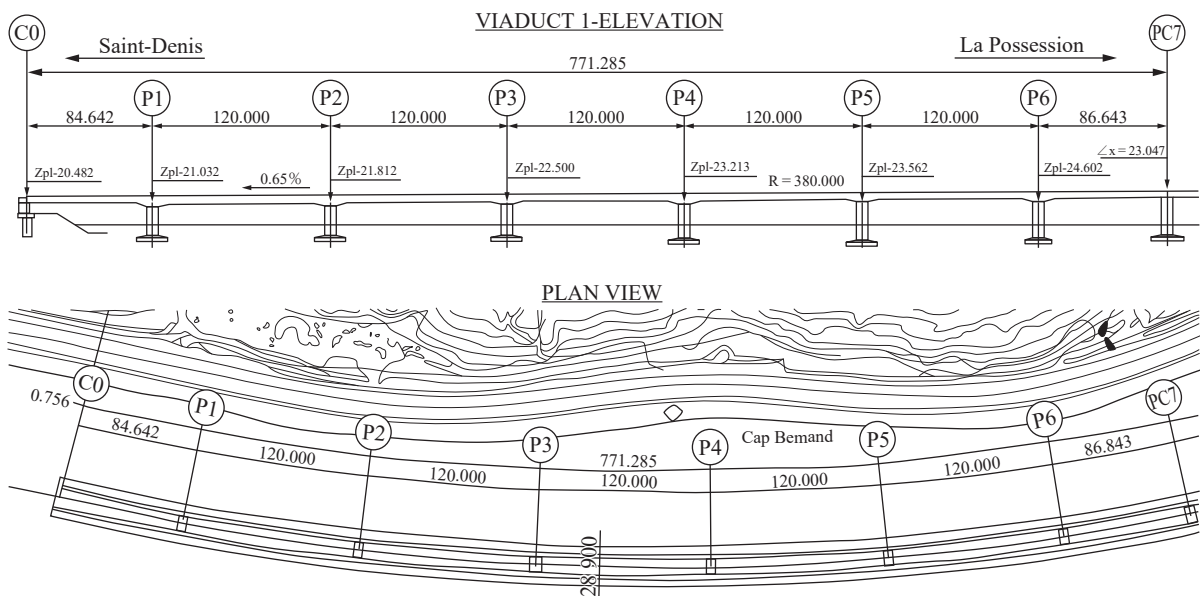 VIADUCT 1-ELEVATION
C0
PC7
Saint-Denis
La Possession
771.285
P1
P2
P3
P4
P5
P6
84.642
120.000
120.000
120.000
120.000
120.000
86.643
∠x = 23.047
Zpl-20.482
Zpl-21.032
Zpl-21.812
Zpl-22.500
Zpl-23.213
Zpl-23.562
Zpl-24.602
0.65%
R = 380.000
PLAN VIEW
C0
0.756
P1
P2
P3
P4
P5
P6
PC7
Cap Bemand
84.642
120.000
120.000
771.285
120.000
120.000
120.000
86.843
28.900